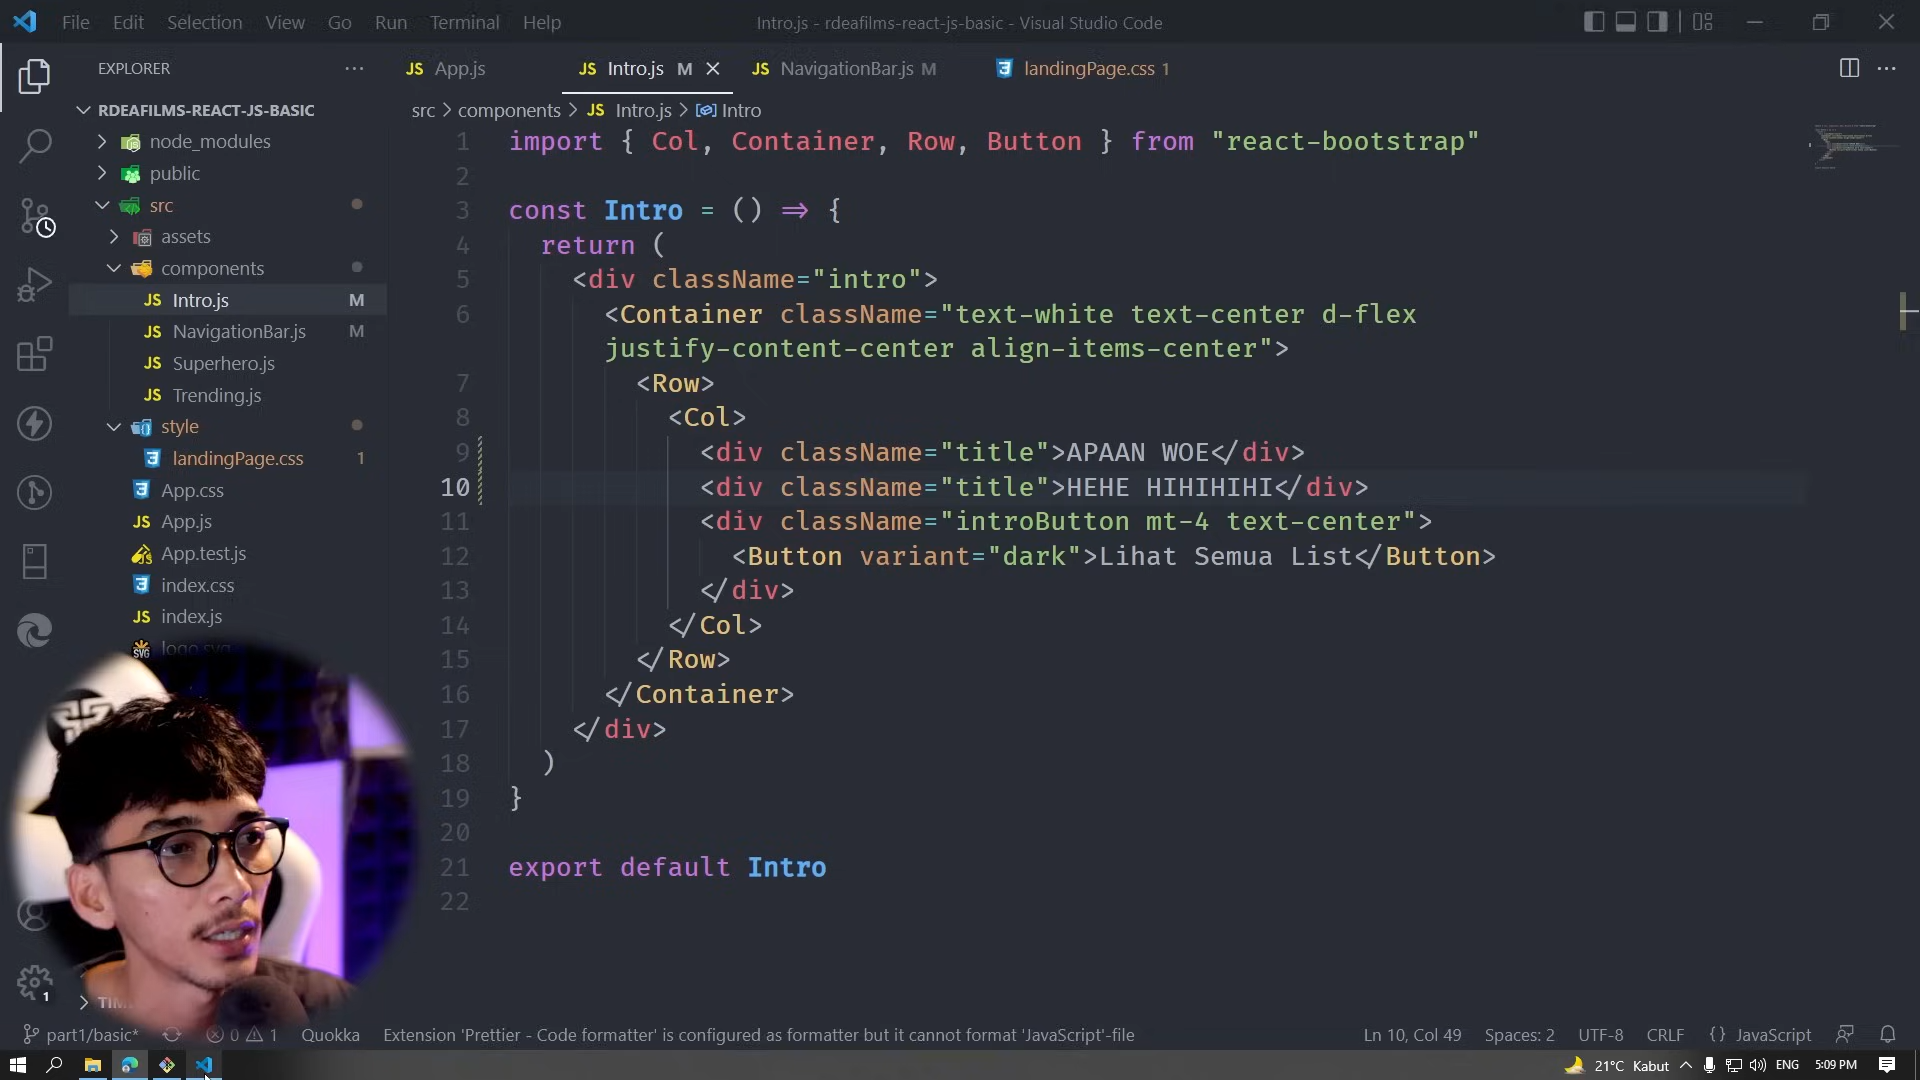 File Edit Selection View Go Run Terminal Help
Intro.js - rdeafilms-react-js-basic - Visual Studio Code
EXPLORER
RDEAFILMS-REACT-JS-BASIC
node_modules
public
src
assets
components
Intro.js M
NavigationBar.js M
Superhero.js
Trending.js
style
landingPage.css 1
App.css
App.js
App.test.js
index.css
index.js
logo.svg
App.js Intro.js M NavigationBar.js M landingPage.css 1
src > components > JS Intro.js > Intro
1 import { Col, Container, Row, Button } from "react-bootstrap"
2
3 const Intro = () => {
4 return (
5 <div className="intro">
6 <Container className="text-white text-center d-flex
justify-content-center align-items-center">
7 <Row>
8 <Col>
9 <div className="title">APAAN WOE</div>
10 <div className="title">HEHE HIHIHIHI</div>
11 <div className="introButton mt-4 text-center">
12 <Button variant="dark">Lihat Semua List</Button>
13 </div>
14 </Col>
15 </Row>
16 </Container>
17 </div>
18 )
19 }
20
21 export default Intro
22
1
part1/basic* 0 1 Quokka Extension 'Prettier - Code formatter' is configured as formatter but it cannot format 'JavaScript'-file Ln 10, Col 49 Spaces: 2 UTF-8 CRLF {} JavaScript
21°C Kabut ENG 5:09 PM